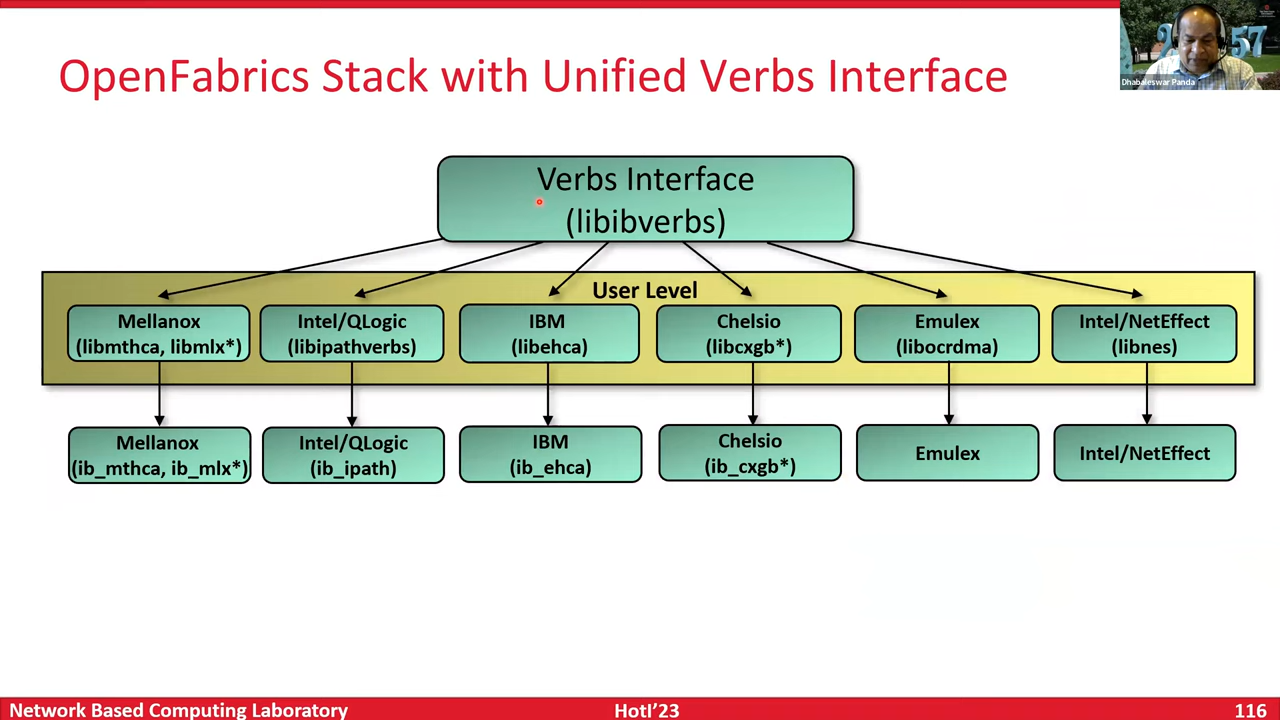 OpenFabrics Stack with Unified Verbs Interface
57
Dhabaleswar Panda
Verbs Interface
(libibverbs)
User Level
Mellanox
(libmthca, libmlx*)
Intel/QLogic
(libipathverbs)
IBM
(libehca)
Chelsio
(libcxgb*)
Emulex
(libocrdma)
Intel/NetEffect
(libnes)
Mellanox
(ib_mthca, ib_mlx*)
Intel/QLogic
(ib_ipath)
IBM
(ib_ehca)
Chelsio
(ib_cxgb*)
Emulex
Intel/NetEffect
Network Based Computing Laboratory
HotI’23
116